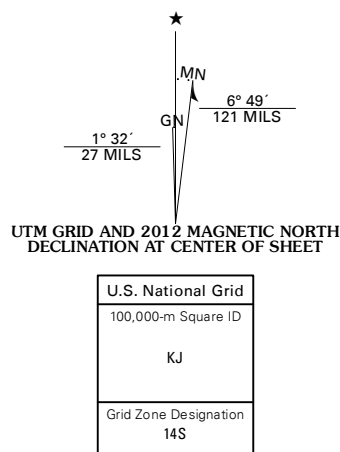 ★
MN
GN
6° 49´
121 MILS
1° 32´
27 MILS
UTM GRID AND 2012 MAGNETIC NORTH
DECLINATION AT CENTER OF SHEET
U.S. National Grid
100,000-m Square ID
KJ
Grid Zone Designation
14S